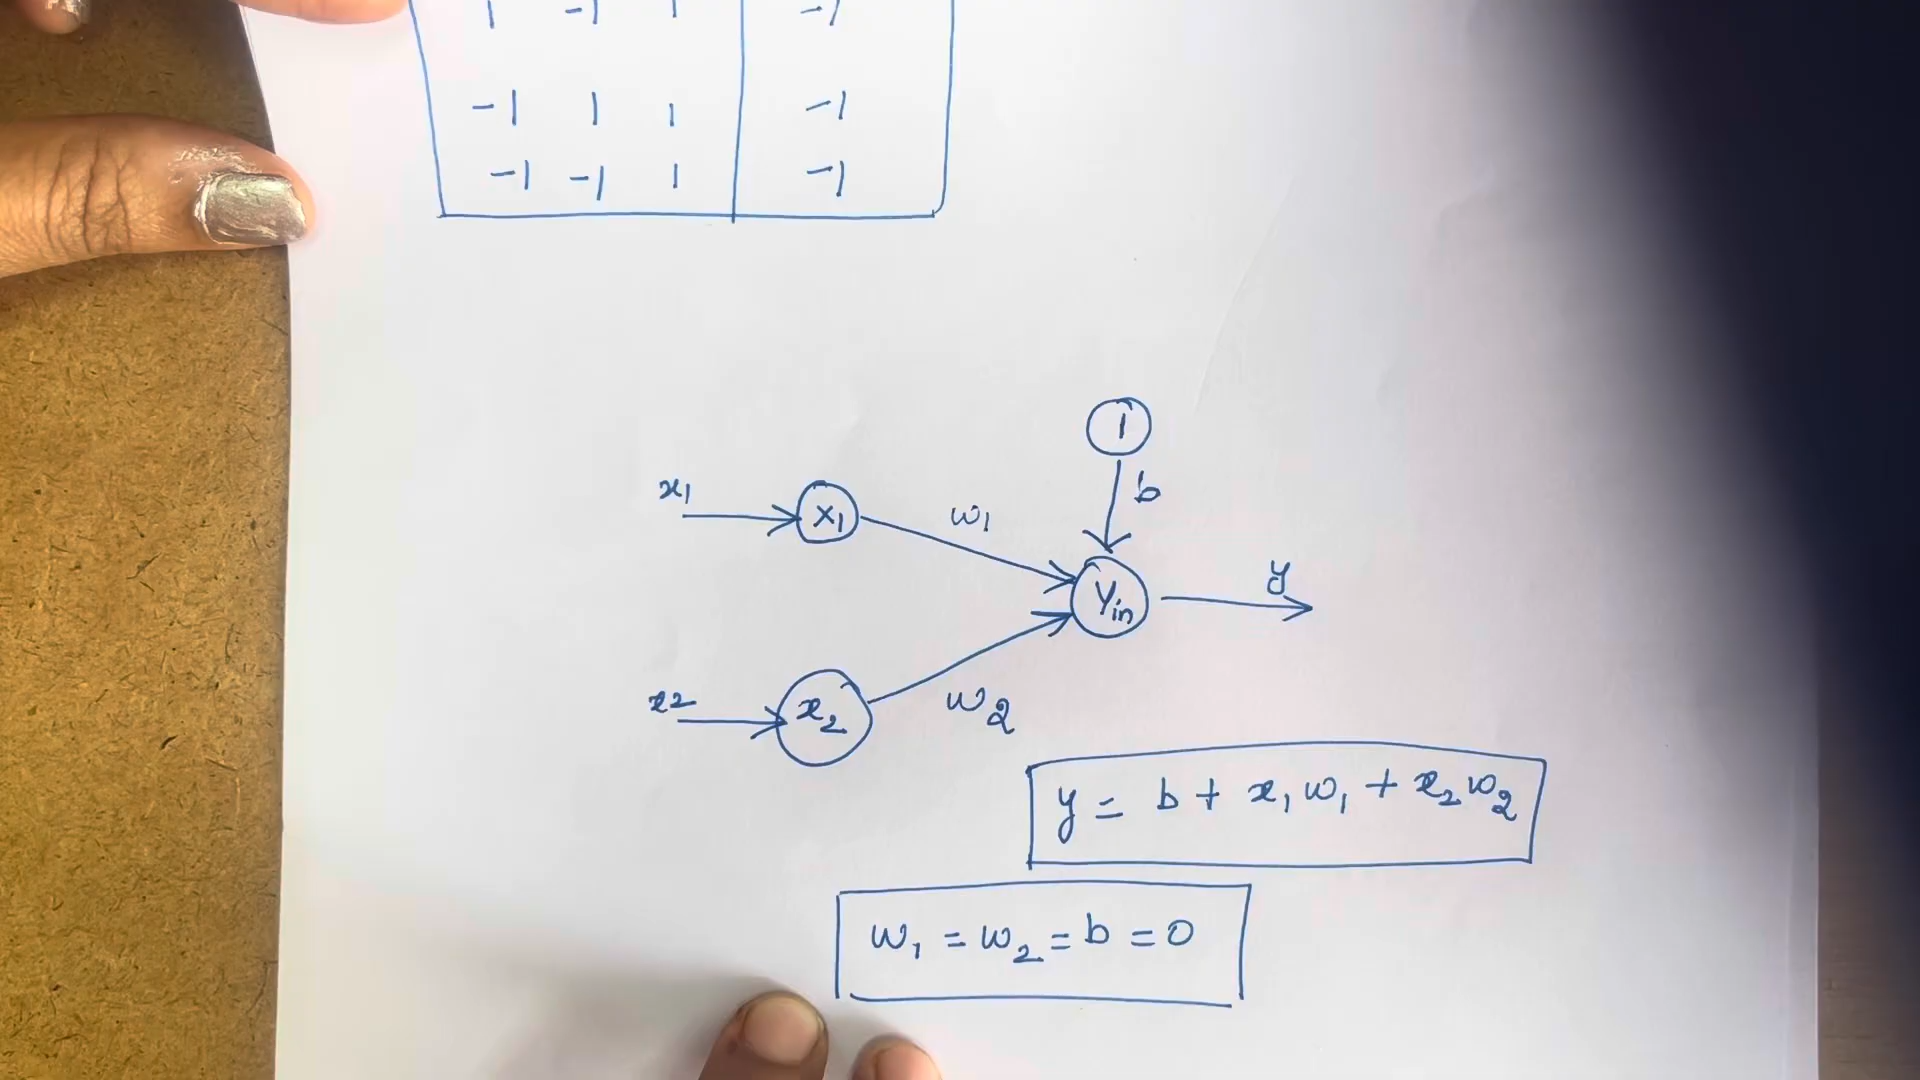 1 -1 1 -1
-1 1 1 -1
-1 -1 1 -1
1
b
x1
X1
w1
Yin
y
x2
x2
w2
y = b + x1w1 + x2w2
w1 = w2 = b = 0